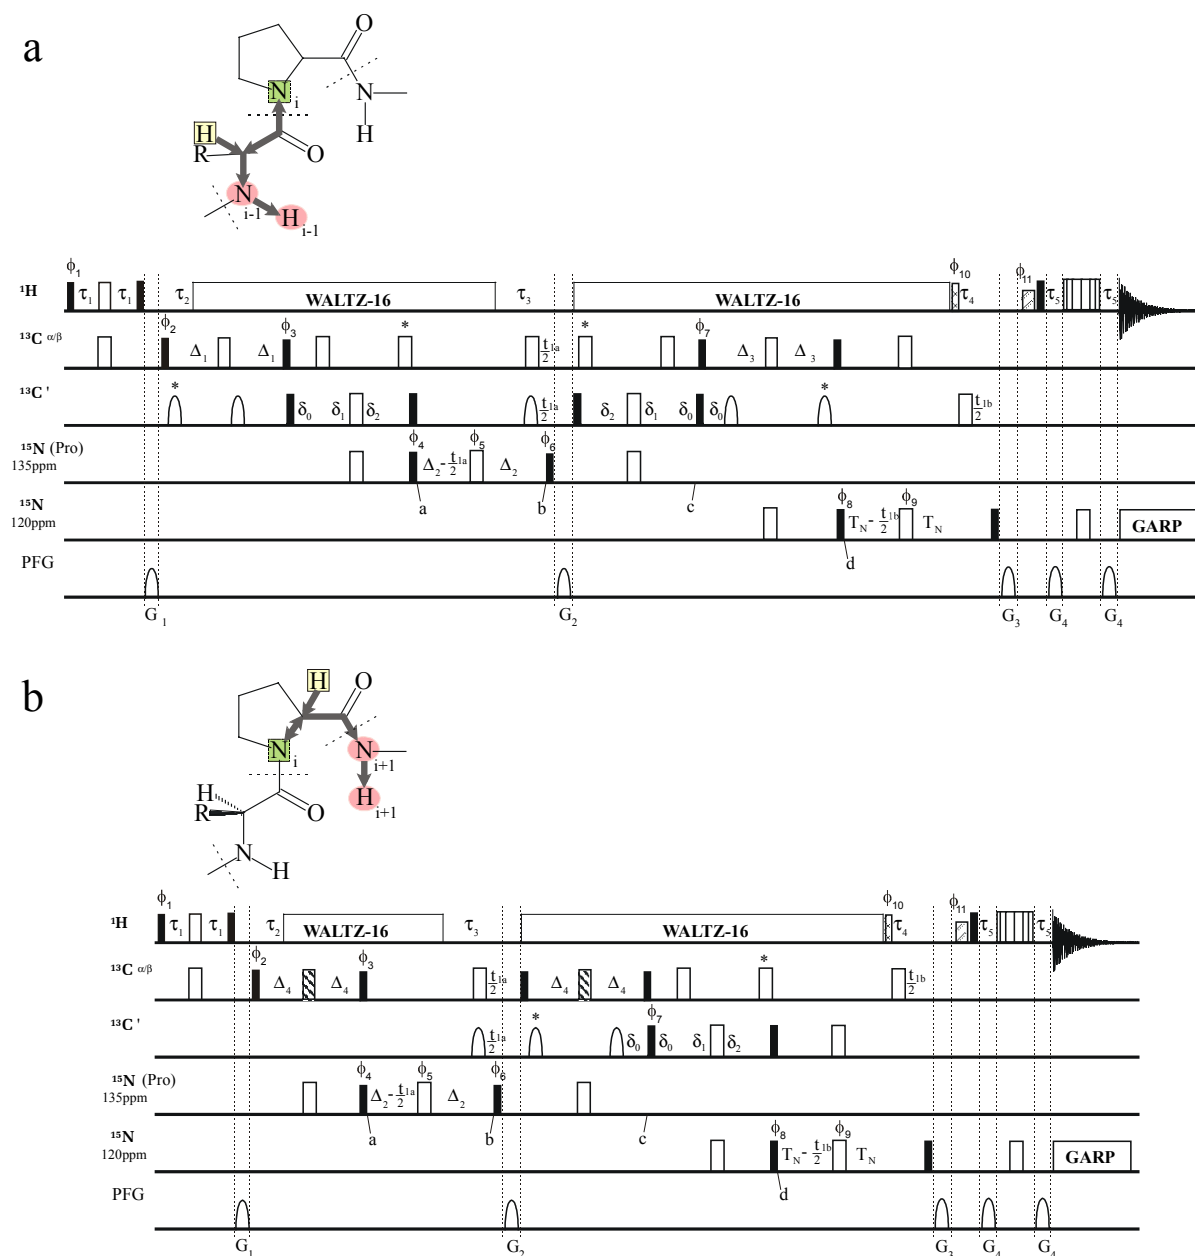 a
O
N i
N
H
H
R
O
N i-1
H i-1
ϕ1 ϕ10 ϕ11
¹H τ1 τ1 τ2 WALTZ-16 τ3 WALTZ-16 τ4 τ5 τ5
¹³C α/β ϕ2 Δ1 Δ1 ϕ3 * t1a/2 * ϕ7 Δ3 Δ3
¹³C' * δ0 δ1 δ2 t1a/2 δ2 δ1 δ0 δ0 * t1b/2
¹⁵N (Pro) ϕ4 ϕ5 ϕ6
135ppm Δ2 - t1a/2 Δ2
a b c
¹⁵N ϕ8 ϕ9
120ppm TN - t1b/2 TN GARP
d
PFG
G1 G2 G3 G4 G4
b
H O
N i
N i+1
H
R
O
H i+1
N H
ϕ1 ϕ10 ϕ11
¹H τ1 τ1 τ2 WALTZ-16 τ3 WALTZ-16 τ4 τ5 τ5
¹³C α/β ϕ2 Δ4 Δ4 ϕ3 t1a/2 Δ4 Δ4 * t1b/2
¹³C' t1a/2 * δ0 ϕ7 δ0 δ1 δ2
¹⁵N (Pro) ϕ4 ϕ5 ϕ6
135ppm Δ2 - t1a/2 Δ2
a b c
¹⁵N ϕ8 ϕ9
120ppm TN - t1b/2 TN GARP
d
PFG
G1 G2 G3 G4 G4